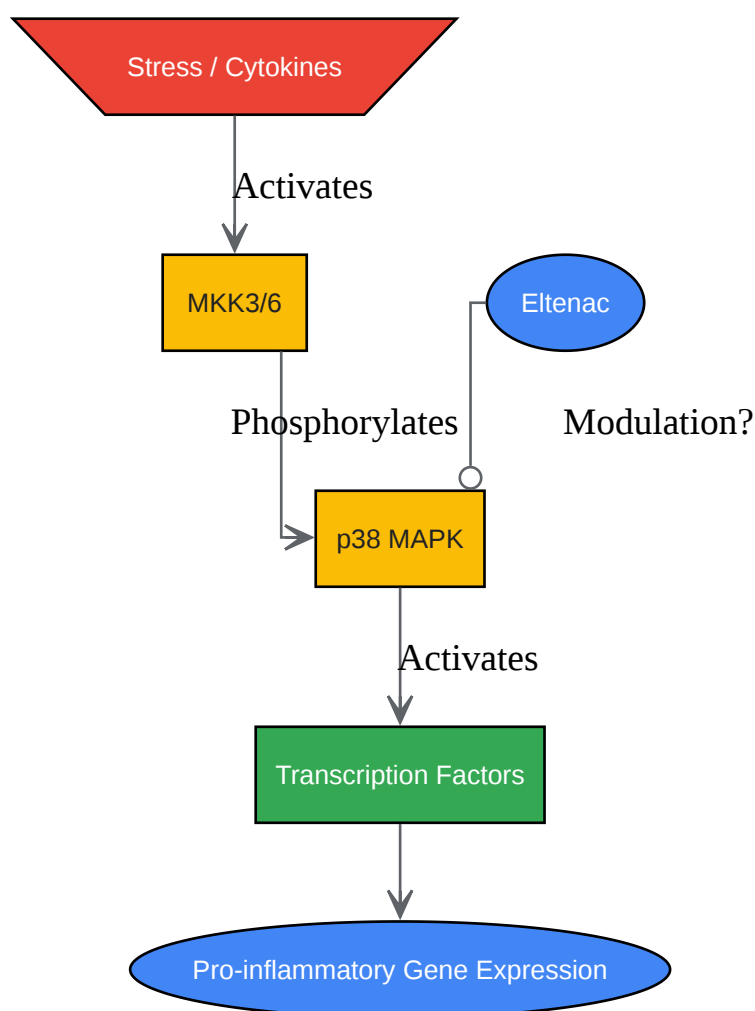 Stress / Cytokines
Activates
MKK3/6
Eltenac
Phosphorylates
Modulation?
p38 MAPK
Activates
Transcription Factors
Pro-inflammatory Gene Expression